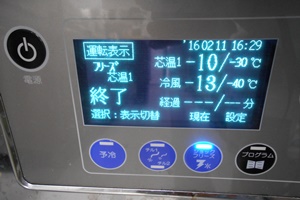 運転表示 '16 02 11 16:29
フリーズ 芯温1 -10/-30℃
芯温1
冷風 -13/-40℃
終了 経過 ---/---分
選択：表示切替 現在 設定
電源
予冷
プログラム